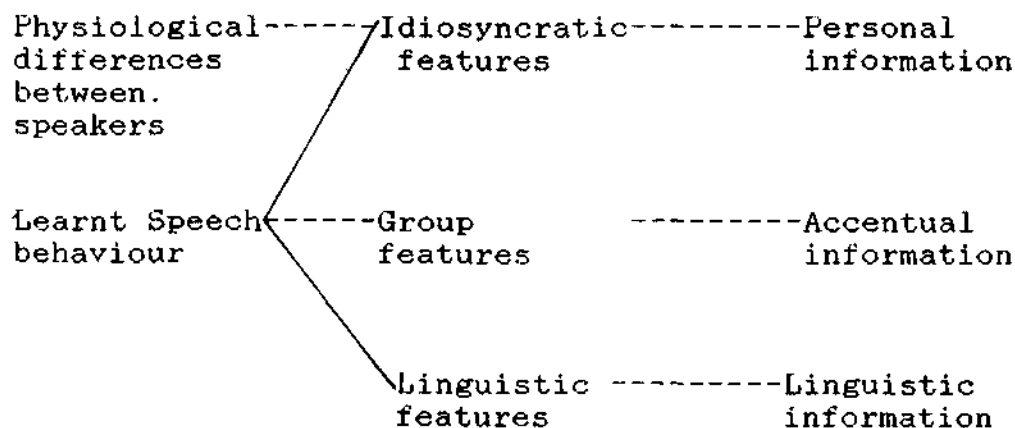 Physiological------Idiosyncratic----------Personal
differences features information
between.
speakers
Learnt Speech------Group ----------Accentual
behaviour features information
Linguistic ---------Linguistic
features information